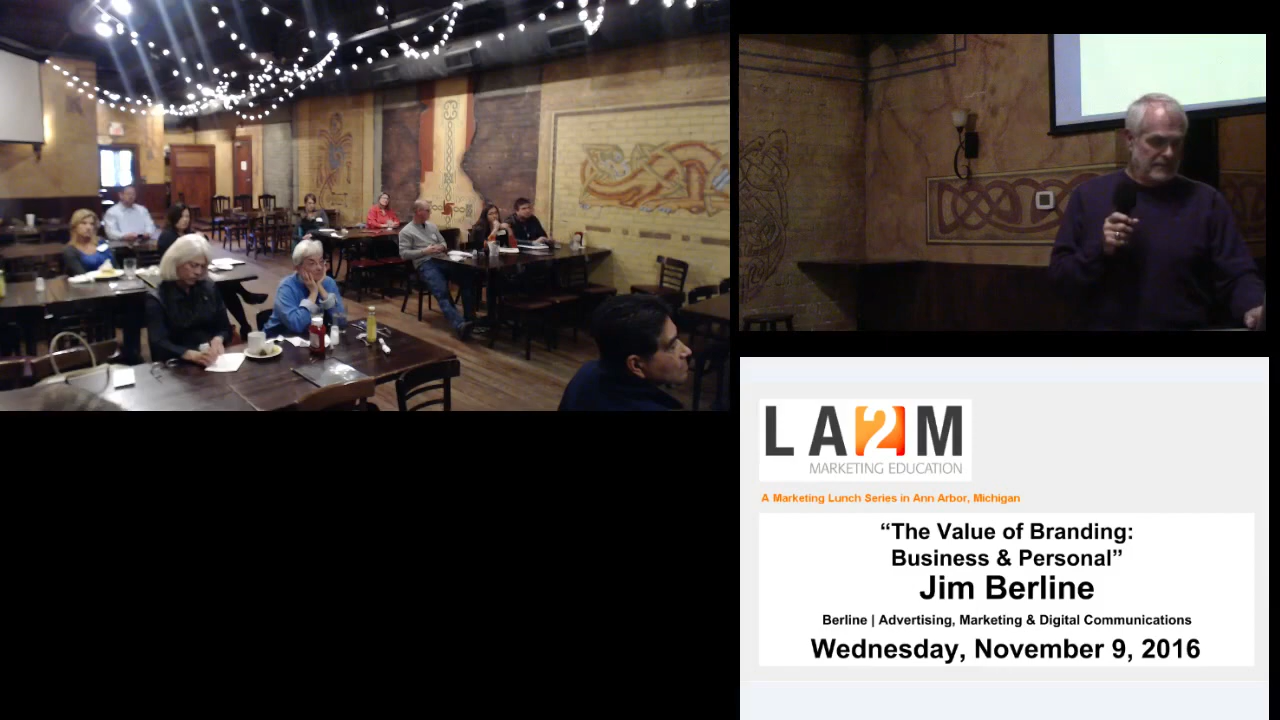 LA2M
MARKETING EDUCATION
A Marketing Lunch Series in Ann Arbor, Michigan
“The Value of Branding:
Business & Personal”
Jim Berline
Berline | Advertising, Marketing & Digital Communications
Wednesday, November 9, 2016